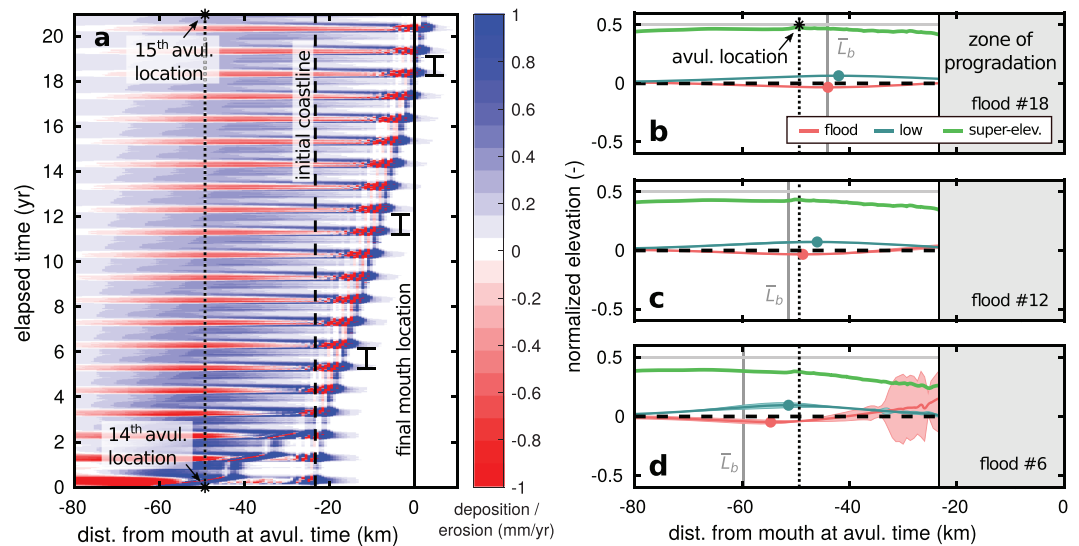 a
15th avul.
location
14th avul.
location
initial coastline
final mouth location
20
18
16
14
12
10
8
6
4
2
0
elapsed time (yr)
-80
-60
-40
-20
0
dist. from mouth at avul. time (km)
1
0.8
0.6
0.4
0.2
0
-0.2
-0.4
-0.6
-0.8
-1
deposition /
erosion (mm/yr)
normalized elevation (-)
0.5
0
-0.5
avul. location
L̅b
zone of
progradation
flood #18
flood
low
super-elev.
b
0.5
0
-0.5
L̅b
flood #12
c
0.5
0
-0.5
L̅b
flood #6
d
-80
-60
-40
-20
0
dist. from mouth at avul. time (km)